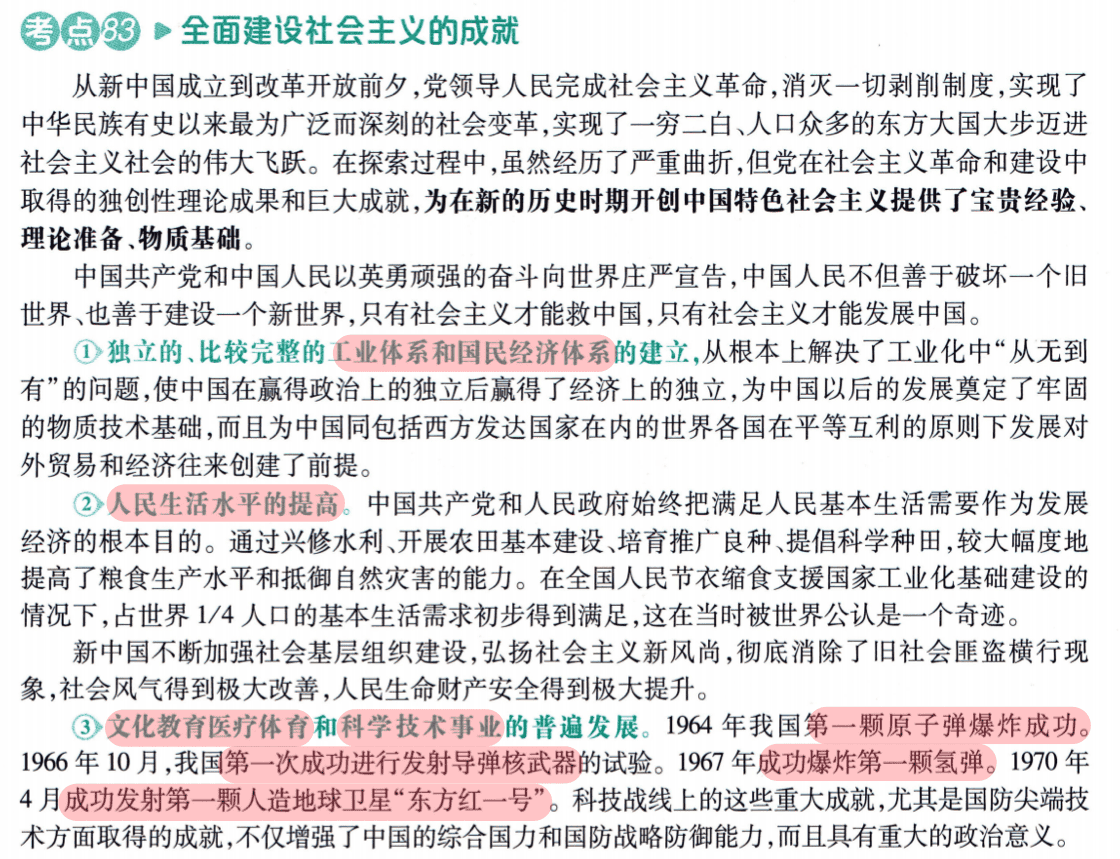 考点83 ▶ 全面建设社会主义的成就
从新中国成立到改革开放前夕,党领导人民完成社会主义革命,消灭一切剥削制度,实现了
中华民族有史以来最为广泛而深刻的社会变革,实现了一穷二白、人口众多的东方大国大步迈进
社会主义社会的伟大飞跃。在探索过程中,虽然经历了严重曲折,但党在社会主义革命和建设中
取得的独创性理论成果和巨大成就,为在新的历史时期开创中国特色社会主义提供了宝贵经验、
理论准备、物质基础。
中国共产党和中国人民以英勇顽强的奋斗向世界庄严宣告,中国人民不但善于破坏一个旧
世界、也善于建设一个新世界,只有社会主义才能救中国,只有社会主义才能发展中国。
①独立的、比较完整的工业体系和国民经济体系的建立,从根本上解决了工业化中“从无到
有”的问题,使中国在赢得政治上的独立后赢得了经济上的独立,为中国以后的发展奠定了牢固
的物质技术基础,而且为中国同包括西方发达国家在内的世界各国在平等互利的原则下发展对
外贸易和经济往来创建了前提。
②人民生活水平的提高。中国共产党和人民政府始终把满足人民基本生活需要作为发展
经济的根本目的。通过兴修水利、开展农田基本建设、培育推广良种、提倡科学种田,较大幅度地
提高了粮食生产水平和抵御自然灾害的能力。在全国人民节衣缩食支援国家工业化基础建设的
情况下,占世界1/4人口的基本生活需求初步得到满足,这在当时被世界公认是一个奇迹。
新中国不断加强社会基层组织建设,弘扬社会主义新风尚,彻底消除了旧社会匪盗横行现
象,社会风气得到极大改善,人民生命财产安全得到极大提升。
③文化教育医疗体育和科学技术事业的普遍发展。1964年我国第一颗原子弹爆炸成功。
1966年10月,我国第一次成功进行发射导弹核武器的试验。1967年成功爆炸第一颗氢弹。1970年
4月成功发射第一颗人造地球卫星“东方红一号”。科技战线上的这些重大成就,尤其是国防尖端技
术方面取得的成就,不仅增强了中国的综合国力和国防战略防御能力,而且具有重大的政治意义。